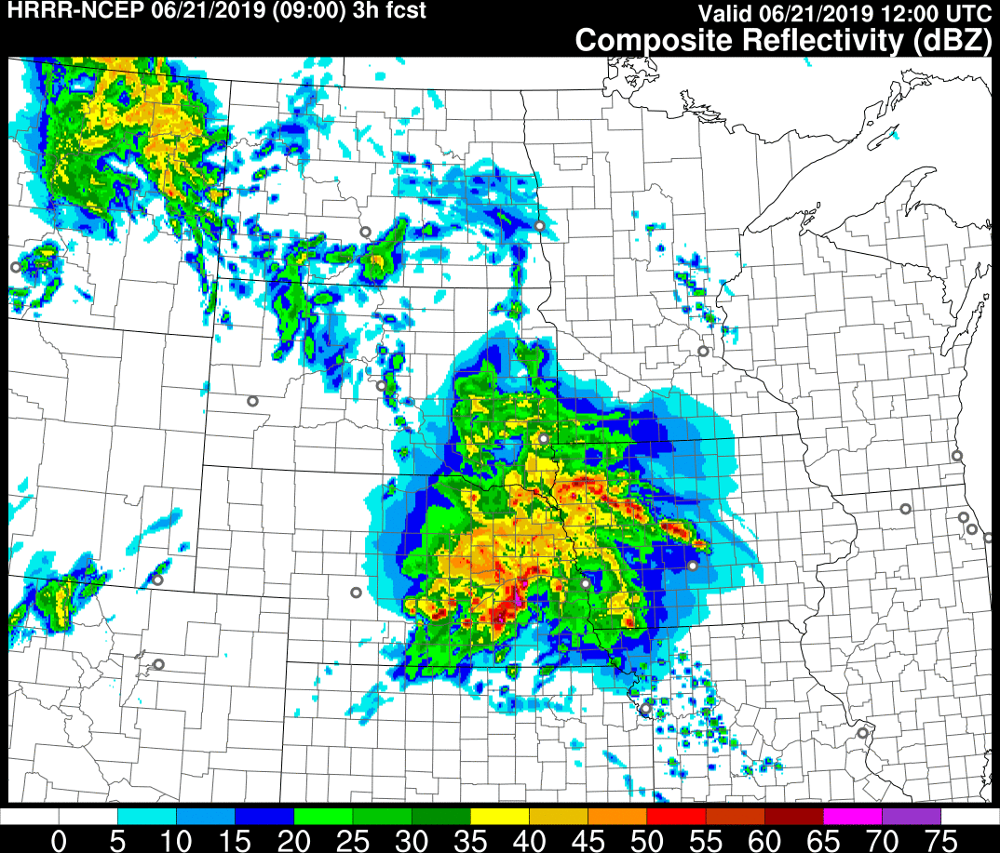 HRRR-NCEP 06/21/2019 (09:00) 3h fcst
Valid 06/21/2019 12:00 UTC
Composite Reflectivity (dBZ)
0 5 10 15 20 25 30 35 40 45 50 55 60 65 70 75